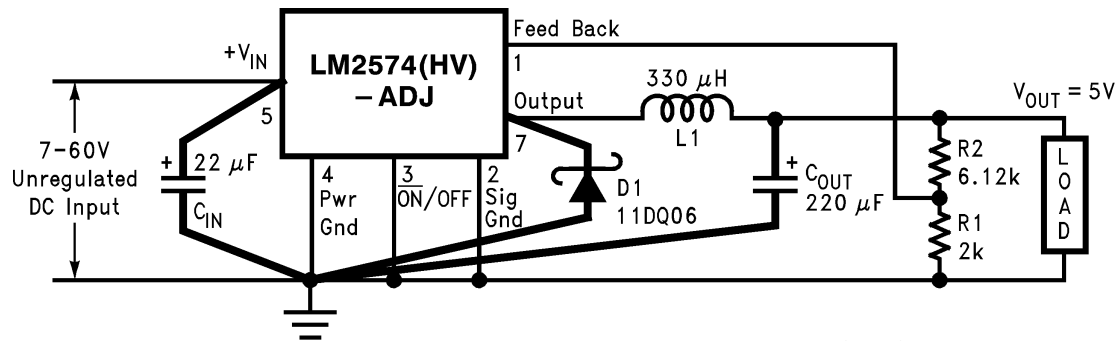 Feed Back
+VIN
LM2574(HV)
–ADJ
1
330 μH
Output
VOUT = 5V
5
L1
7
7-60V
Unregulated
DC Input
+
22 μF
CIN
4
Pwr
Gnd
3
ON/OFF
2
Sig
Gnd
D1
11DQ06
+
COUT
220 μF
R2
6.12k
R1
2k
LOAD